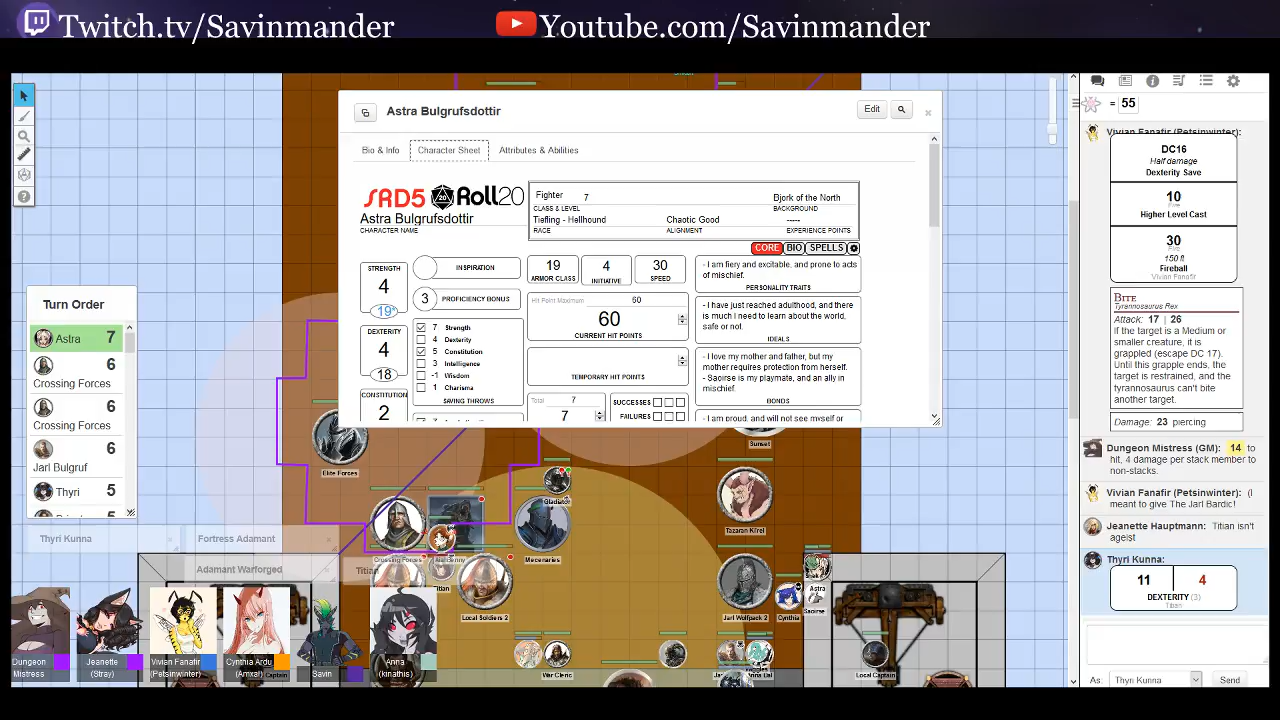 Twitch.tv/Savinmander
Youtube.com/Savinmander
Astra Bulgrufsdottir
Edit
Bio & Info
Character Sheet
Attributes & Abilities
SRD5 Roll20
Astra Bulgrufsdottir
CHARACTER NAME
Fighter 7 Bjork of the North
CLASS & LEVEL BACKGROUND
Tiefling - Hellhound Chaotic Good -----
RACE ALIGNMENT EXPERIENCE POINTS
CORE BIO SPELLS
STRENGTH
4
19*
DEXTERITY
4
18
CONSTITUTION
2
INSPIRATION
3 PROFICIENCY BONUS
7 Strength
4 Dexterity
5 Constitution
3 Intelligence
-1 Wisdom
1 Charisma
SAVING THROWS
19 4 30
ARMOR CLASS INITIATIVE SPEED
Hit Point Maximum 60
60
CURRENT HIT POINTS
TEMPORARY HIT POINTS
Total 7
7
SUCCESSES
FAILURES
- I am fiery and excitable, and prone to acts
of mischief.
PERSONALITY TRAITS
- I have just reached adulthood, and there
is much I need to learn about the world,
safe or not.
IDEALS
- I love my mother and father, but my
mother requires protection from herself.
- Saoirse is my playmate, and an ally in
mischief.
BONDS
- I am proud, and will not see myself or
Turn Order
Astra 7
6
Crossing Forces
6
Crossing Forces
6
Jarl Bulgruf
Thyri 5
Thyri Kunna
Fortress Adamant
Adamant Warforged
Elite Forces
Gladiator
Mercenaries
Crossing Forces
Titian
Local Soldiers 2
Sunset
Tazaran Kirel
Jarl Wolfpack 2
Cynthia
Astra
Saoirse
War Cleric
Local Captain
Dungeon
Mistress
Jeanette
(Stray)
Vivian Fanafir
(Petsinwinter)
Cynthia Ardu
(Amxal)
Captain
Savin
Anna
(kinathis)
= 55
Vivian Fanafir (Petsinwinter):
DC16
Half damage
Dexterity Save
10
Fire
Higher Level Cast
30
Fire
150 ft
Fireball
Vivian Fanafir
BITE
Tyrannosaurus Rex
Attack: 17 | 26
If the target is a Medium or
smaller creature, it is
grappled (escape DC 17).
Until this grapple ends, the
target is restrained, and the
tyrannosaurus can't bite
another target.
Damage: 23 piercing
Dungeon Mistress (GM): 14 to
hit, 4 damage per stack member to
non-stacks.
Vivian Fanafir (Petsinwinter): (I
meant to give The Jarl Bardic!
Jeanette Hauptmann: Titian isn't
ageist
Thyri Kunna:
11 4
DEXTERITY (3)
Titian
As: Thyri Kunna Send